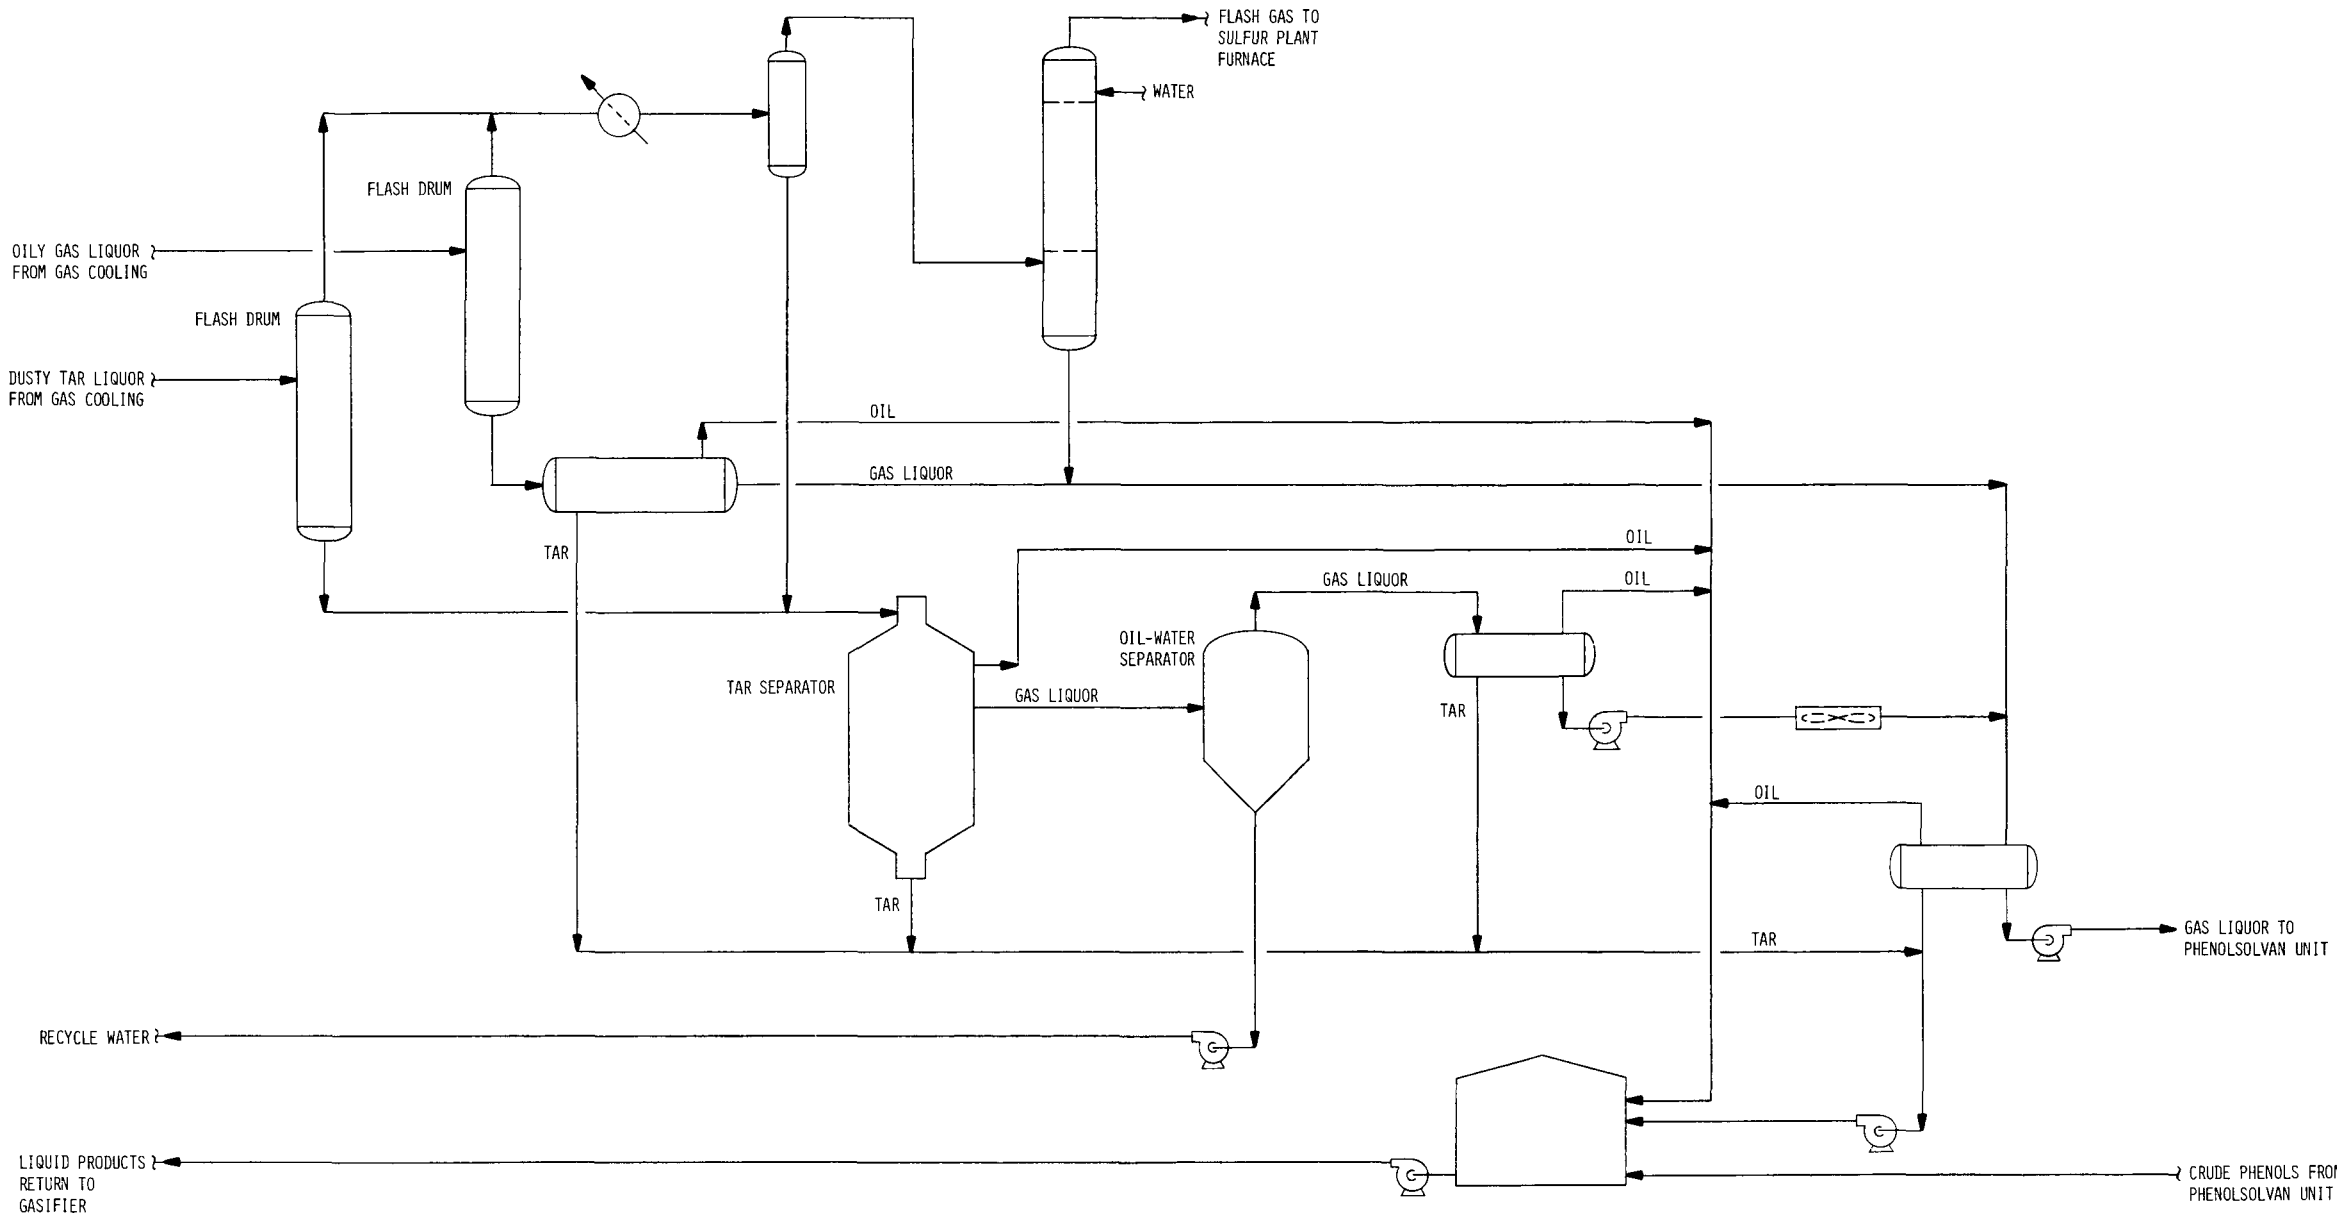 FLASH GAS TO
SULFUR PLANT
FURNACE
WATER
FLASH DRUM
OILY GAS LIQUOR
FROM GAS COOLING
FLASH DRUM
DUSTY TAR LIQUOR
FROM GAS COOLING
OIL
GAS LIQUOR
TAR
OIL
GAS LIQUOR
OIL
OIL-WATER
SEPARATOR
TAR SEPARATOR
GAS LIQUOR
TAR
OIL
TAR
TAR
GAS LIQUOR TO
PHENOLSOLVAN UNIT
RECYCLE WATER
LIQUID PRODUCTS
RETURN TO
GASIFIER
CRUDE PHENOLS FROM
PHENOLSOLVAN UNIT